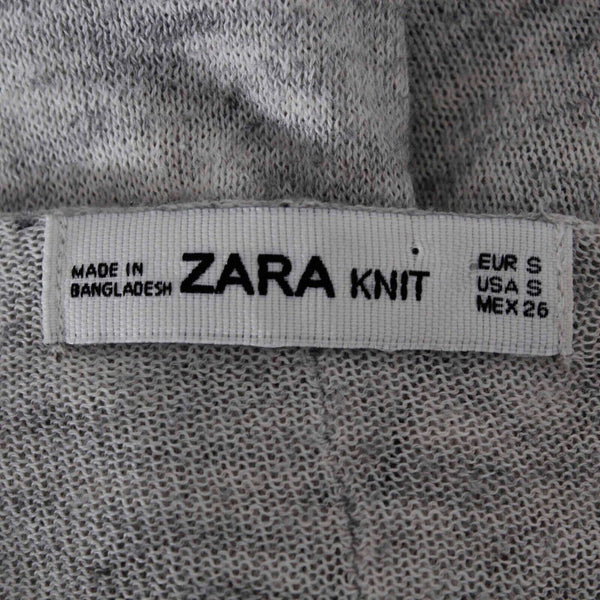 MADE IN
BANGLADESH
ZARA KNIT
EUR S
USA S
MEX 26